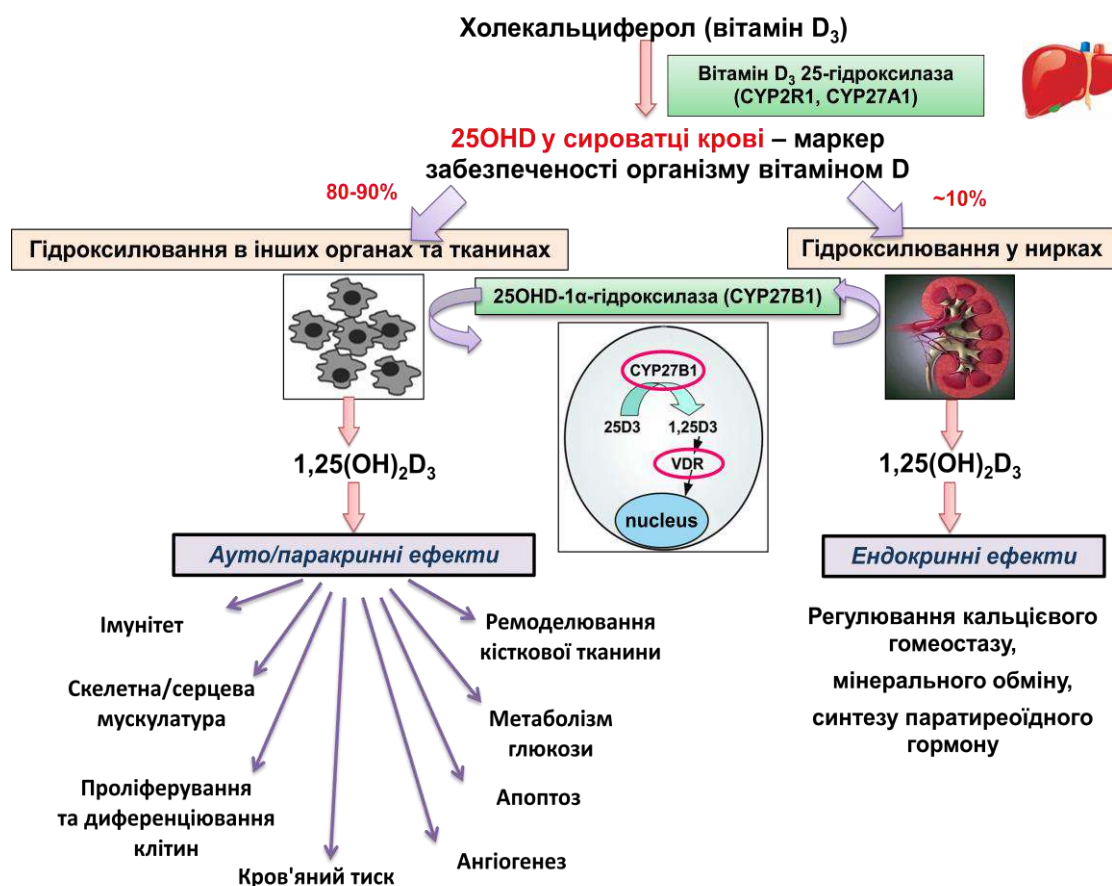 Холекальциферол (вітамін D₃)
Вітамін D₃ 25-гідроксилаза
(CYP2R1, CYP27A1)
25OHD у сироватці крові – маркер
забезпеченості організму вітаміном D
80-90%
~10%
Гідроксилювання в інших органах та тканинах
Гідроксилювання у нирках
25OHD-1α-гідроксилаза (CYP27B1)
CYP27B1
25D3
1,25D3
VDR
nucleus
1,25(OH)₂D₃
1,25(OH)₂D₃
Ауто/паракринні ефекти
Ендокринні ефекти
Імунітет
Скелетна/серцева
мускулатура
Проліферування
та диференціювання
клітин
Кров'яний тиск
Ангіогенез
Апоптоз
Метаболізм
глюкози
Ремоделювання
кісткової тканини
Регулювання кальцієвого
гомеостазу,
мінерального обміну,
синтезу паратиреоїдного
гормону